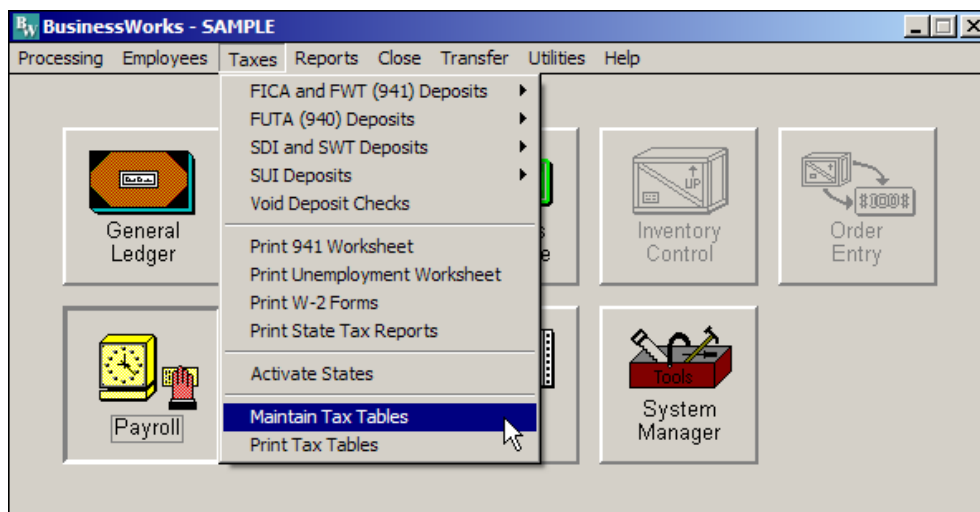 BW BusinessWorks - SAMPLE
Processing Employees Taxes Reports Close Transfer Utilities Help
FICA and FWT (941) Deposits
FUTA (940) Deposits
SDI and SWT Deposits
SUI Deposits
Void Deposit Checks
Print 941 Worksheet
Print Unemployment Worksheet
Print W-2 Forms
Print State Tax Reports
Activate States
Maintain Tax Tables
Print Tax Tables
General
Ledger
UP
Inventory
Control
Order
Entry
Payroll
Tools
System
Manager